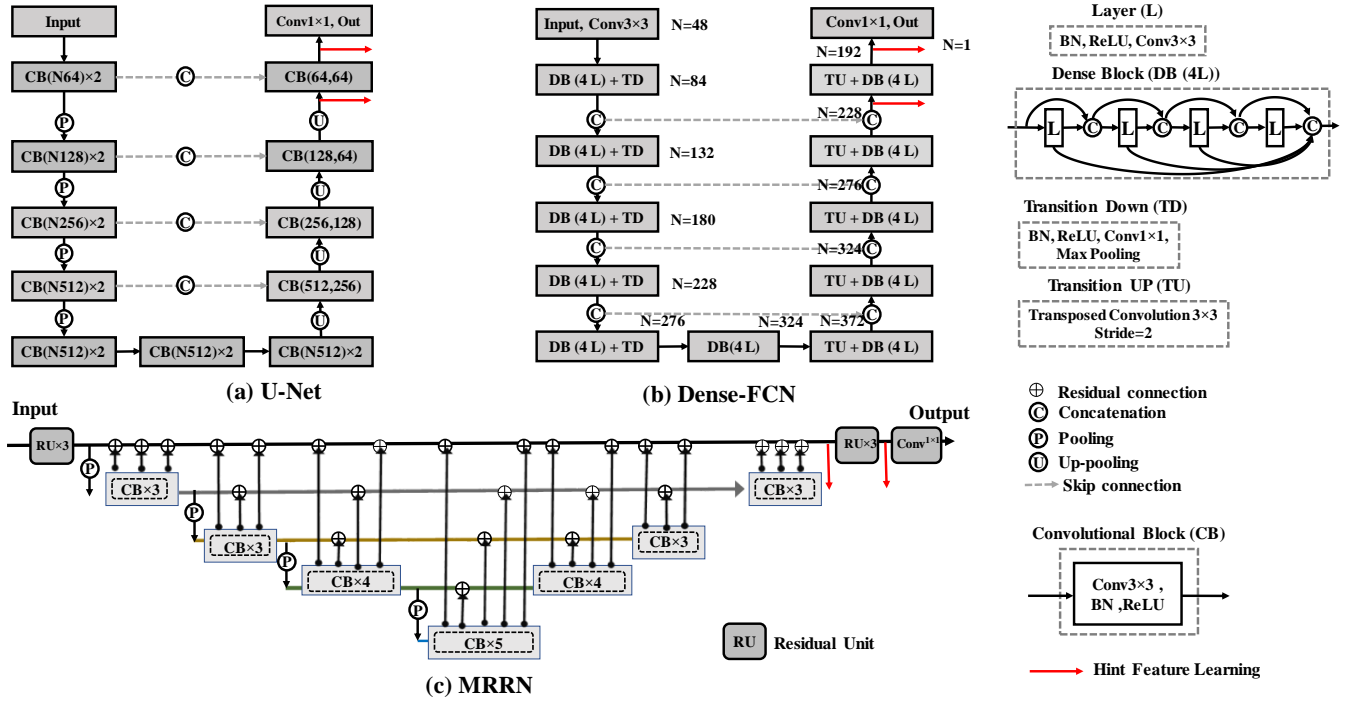 Input
CB(N64)×2
P
CB(N128)×2
P
CB(N256)×2
P
CB(N512)×2
P
CB(N512)×2
CB(N512)×2
CB(N512)×2
C
C
C
C
Conv1×1, Out
CB(64,64)
U
CB(128,64)
U
CB(256,128)
U
CB(512,256)
U
(a) U-Net
Input, Conv3×3
N=48
DB (4 L) + TD
N=84
C
DB (4 L) + TD
N=132
C
DB (4 L) + TD
N=180
C
DB (4 L) + TD
N=228
C
DB (4 L) + TD
N=276
DB(4 L)
N=324
TU + DB (4 L)
N=372
C
TU + DB (4 L)
N=324
C
TU + DB (4 L)
N=276
C
TU + DB (4 L)
N=228
C
TU + DB (4 L)
N=192
N=1
Conv1×1, Out
(b) Dense-FCN
Layer (L)
BN, ReLU, Conv3×3
Dense Block (DB (4L))
L
C
L
C
L
C
L
C
Transition Down (TD)
BN, ReLU, Conv1×1,
Max Pooling
Transition UP (TU)
Transposed Convolution 3×3
Stride=2
Residual connection
C Concatenation
P Pooling
U Up-pooling
Skip connection
Convolutional Block (CB)
Conv3×3 ,
BN ,ReLU
Hint Feature Learning
Input
Output
RU×3
P
CB×3
P
CB×3
P
CB×4
P
CB×5
CB×4
CB×3
CB×3
RU×3
Conv1×1
RU
Residual Unit
(c) MRRN